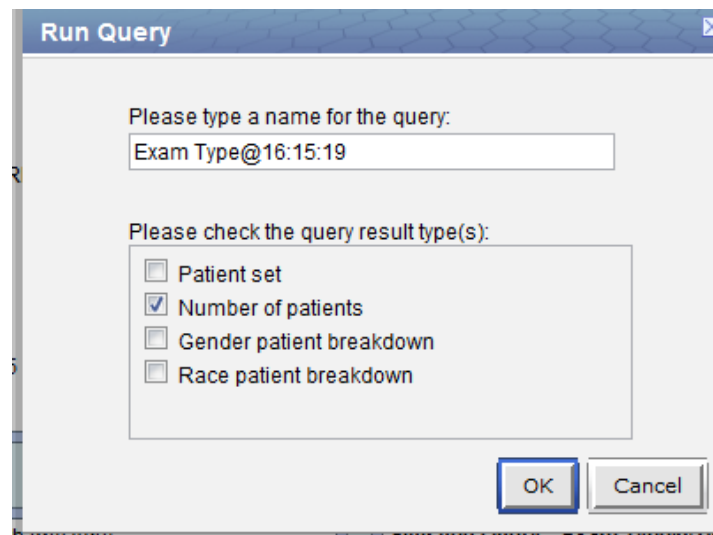 Run Query
Please type a name for the query:
Exam Type@16:15:19
Please check the query result type(s):
Patient set
Number of patients
Gender patient breakdown
Race patient breakdown
OK
Cancel